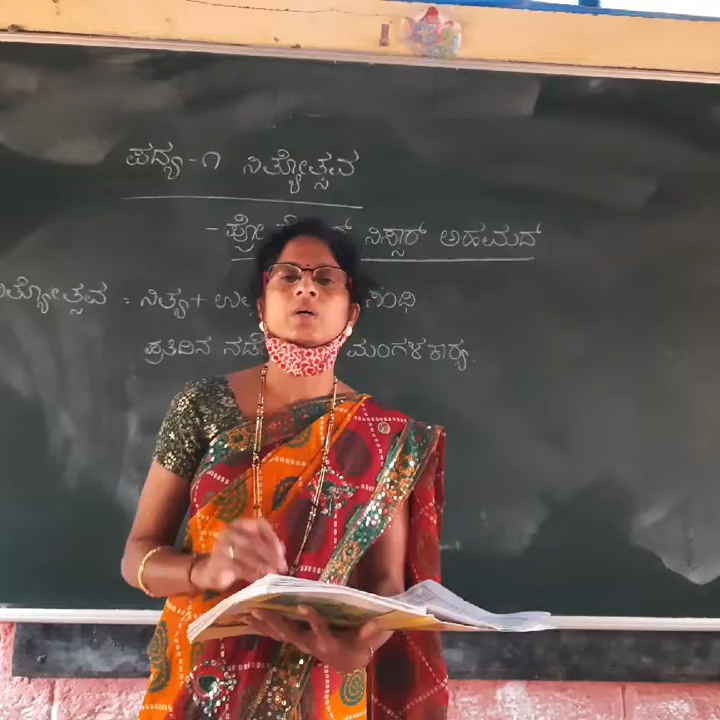 ಪದ್ಯ-೧ ನಿತ್ಯೋತ್ಸವ
- ಪ್ರೊ ನಿಸ್ಸಾರ್ ಅಹಮದ್
ನಿತ್ಯೋತ್ಸವ = ನಿತ್ಯ + ಸಂಧಿ
ಪ್ರತಿದಿನ ಮಂಗಳಕಾರ್ಯ.